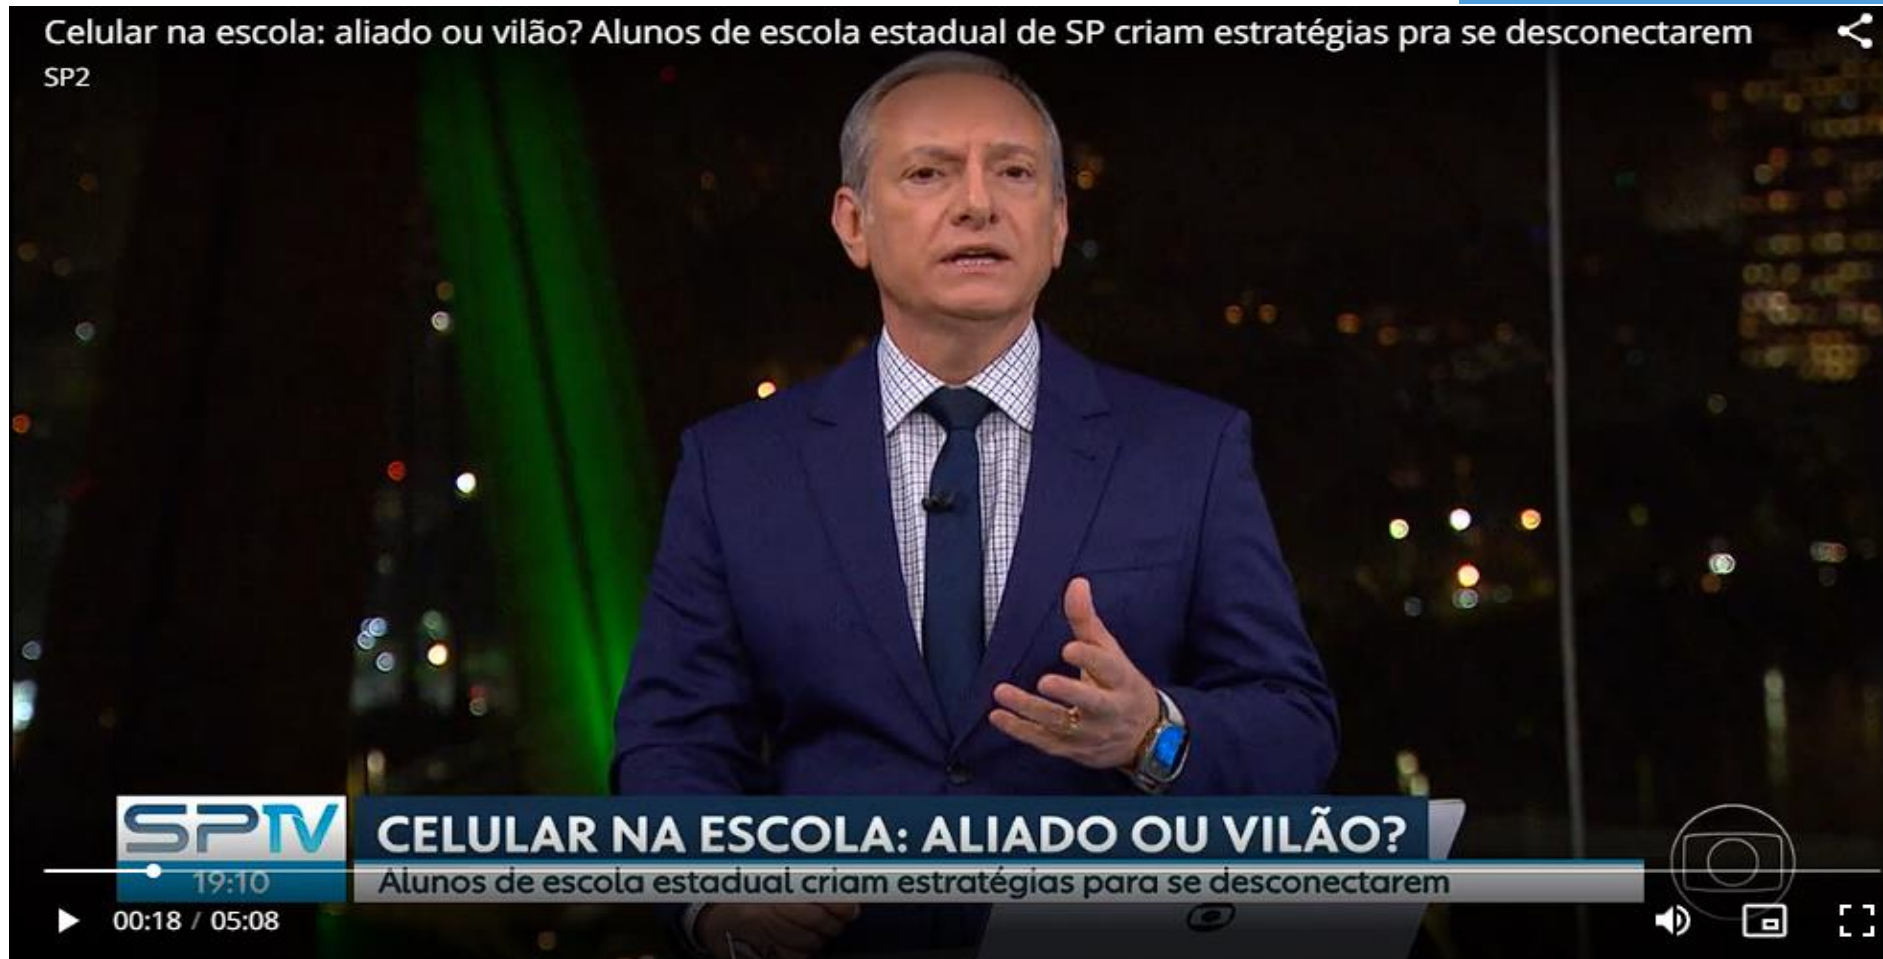 Celular na escola: aliado ou vilão? Alunos de escola estadual de SP criam estratégias pra se desconectarem
SP2
SPTV
CELULAR NA ESCOLA: ALIADO OU VILÃO?
19:10
Alunos de escola estadual criam estratégias para se desconectarem
00:18 / 05:08